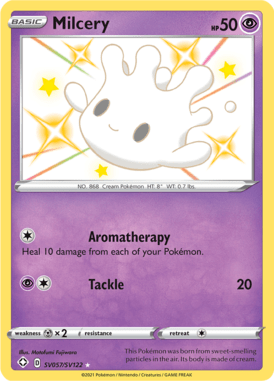 BASIC Milcery HP 50
NO. 868 Cream Pokémon HT: 8" WT: 0.7 lbs.
Aromatherapy
Heal 10 damage from each of your Pokémon.
Tackle 20
weakness ×2 resistance retreat
Illus. Motofumi Fujiwara
D SV057/SV122
This Pokémon was born from sweet-smelling
particles in the air. Its body is made of cream.
©2021 Pokémon / Nintendo / Creatures / GAME FREAK